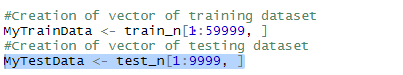 #Creation of vector of training dataset
MyTrainData <- train_n[1:59999, ]
#Creation of vector of testing dataset
MyTestData <- test_n[1:9999, ]